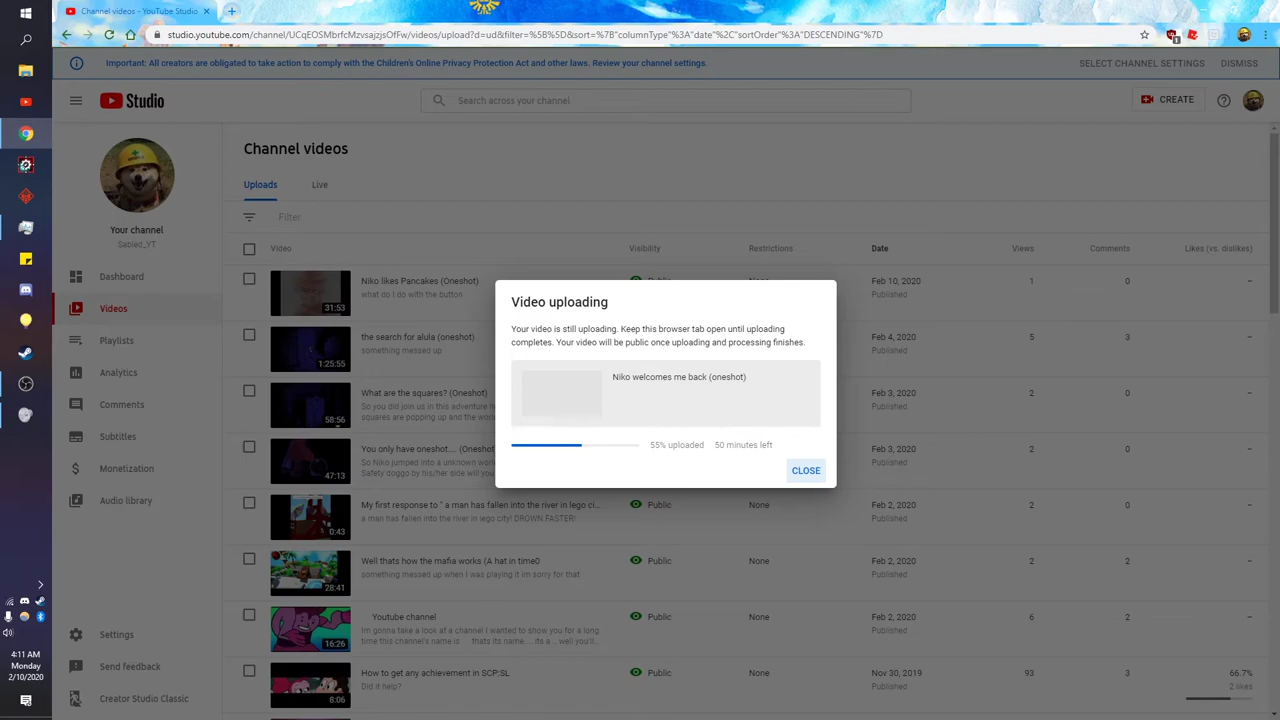 Channel videos - YouTube Studio
studio.youtube.com/channel/UCqEOSMbrfcMzvsajzjsOfFw/videos/upload?d=ud&filter=%5B%5D&sort=%7B"columnType"%3A"date"%2C"sortOrder"%3A"DESCENDING"%7D
1
Important: All creators are obligated to take action to comply with the Children's Online Privacy Protection Act and other laws. Review your channel settings.
SELECT CHANNEL SETTINGS
DISMISS
Studio
Search across your channel
CREATE
Your channel
Sabled_YT
Dashboard
Videos
Playlists
Analytics
Comments
Subtitles
Monetization
Audio library
Settings
Send feedback
Creator Studio Classic
4:11 AM
Monday
2/10/2020
Channel videos
Uploads
Live
Filter
Video
Visibility
Restrictions
Date
Views
Comments
Likes (vs. dislikes)
31:53
Niko likes Pancakes (Oneshot)
what do I do with the button
Feb 10, 2020
Published
1
0
–
1:25:55
the search for alula (oneshot)
something messed up
Feb 4, 2020
Published
5
3
–
58:56
What are the squares? (Oneshot)
So you did join us in this adventure
squares are popping up and the
Feb 3, 2020
Published
2
0
–
47:13
You only have oneshot.... (Oneshot)
So Niko jumped into a unknown
Safety doggo by his/her side will
Feb 3, 2020
Published
2
0
–
0:43
My first response to " a man has fallen into the river in lego ci...
a man has fallen into the river in lego city! DROWN FASTER!
Public
None
Feb 2, 2020
Published
2
0
–
28:41
Well thats how the mafia works (A hat in time0
something messed up when I was playing it im sorry for that
Public
None
Feb 2, 2020
Published
2
2
–
16:26
Youtube channel
Im gonna take a look at a channel I wanted to show you for a long
time this channel's name is thats its name.... its a... well you'll...
Public
None
Feb 2, 2020
Published
6
2
–
8:06
How to get any achievement in SCP:SL
Did it help?
Public
None
Nov 30, 2019
Published
93
3
66.7%
2 likes
Video uploading
Your video is still uploading. Keep this browser tab open until uploading
completes. Your video will be public once uploading and processing finishes.
Niko welcomes me back (oneshot)
55% uploaded
50 minutes left
CLOSE